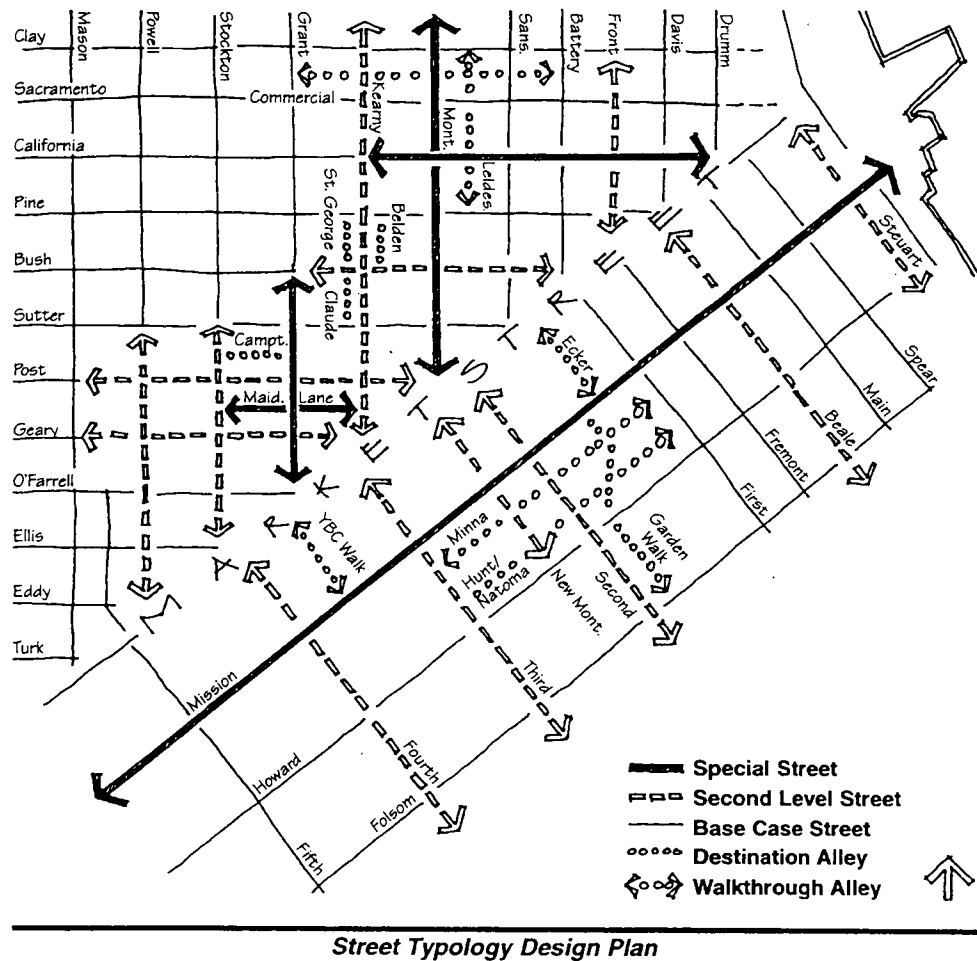 Mason
Powell
Stockton
Grant
Kearny
Mont.
Sans.
Battery
Front
Davis
Drumm
Clay
Commercial
Sacramento
California
Leides.
Pine
St. George
Belden
Bush
Claude
Sutter
Campt.
Post
Maid. Lane
Geary
O'Farrell
Ellis
Eddy
Turk
MARKET STREET
YBC Walk
Ecker
Steuart
Spear
Main
Beale
Fremont
First
Minna
Hunt/
Natoma
Garden
Walk
Second
New Mont.
Third
Fourth
Fifth
Mission
Howard
Folsom
Special Street
Second Level Street
Base Case Street
Destination Alley
Walkthrough Alley
Street Typology Design Plan